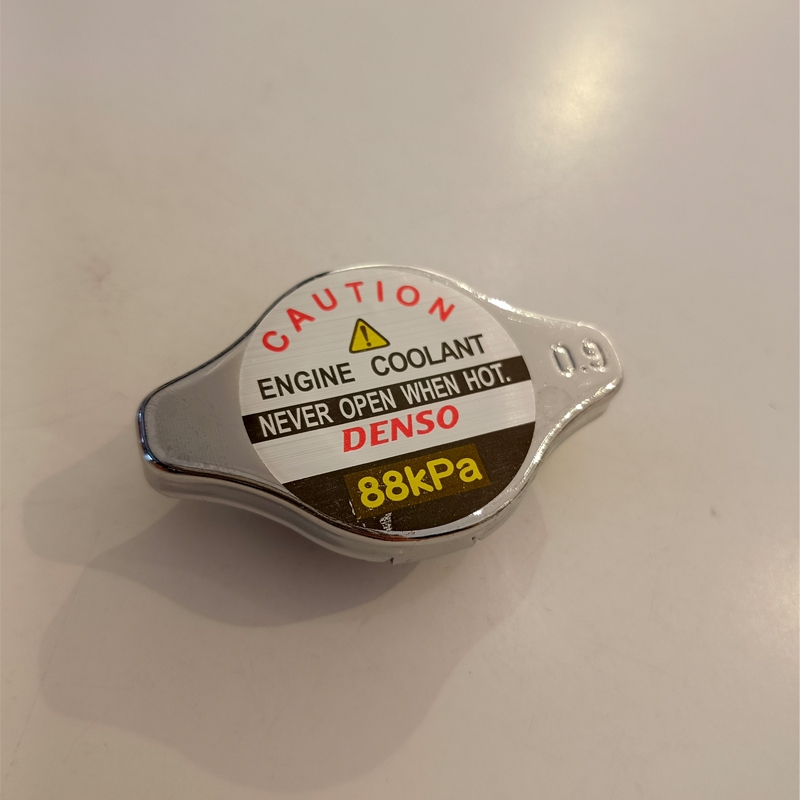 CAUTION
ENGINE COOLANT
NEVER OPEN WHEN HOT.
DENSO
88kPa
0.9